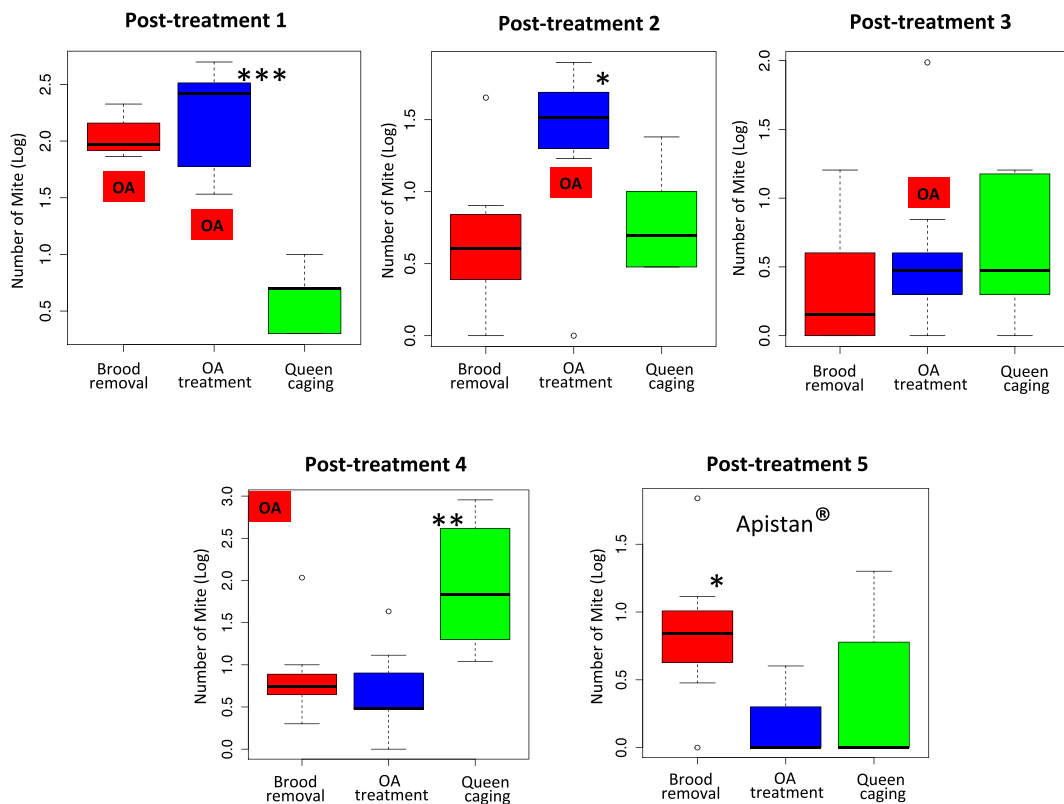 Post-treatment 1
Number of Mite (Log)
2.5
2.0
1.5
1.0
0.5
***
OA
OA
Brood removal
OA treatment
Queen caging
Post-treatment 2
Number of Mite (Log)
1.5
1.0
0.5
0.0
*
OA
Brood removal
OA treatment
Queen caging
Post-treatment 3
Number of Mite (Log)
2.0
1.5
1.0
0.5
0.0
OA
Brood removal
OA treatment
Queen caging
Post-treatment 4
Number of Mite (Log)
3.0
2.5
2.0
1.5
1.0
0.5
0.0
OA
**
Brood removal
OA treatment
Queen caging
Post-treatment 5
Number of Mite (Log)
1.5
1.0
0.5
0.0
Apistan®
*
Brood removal
OA treatment
Queen caging